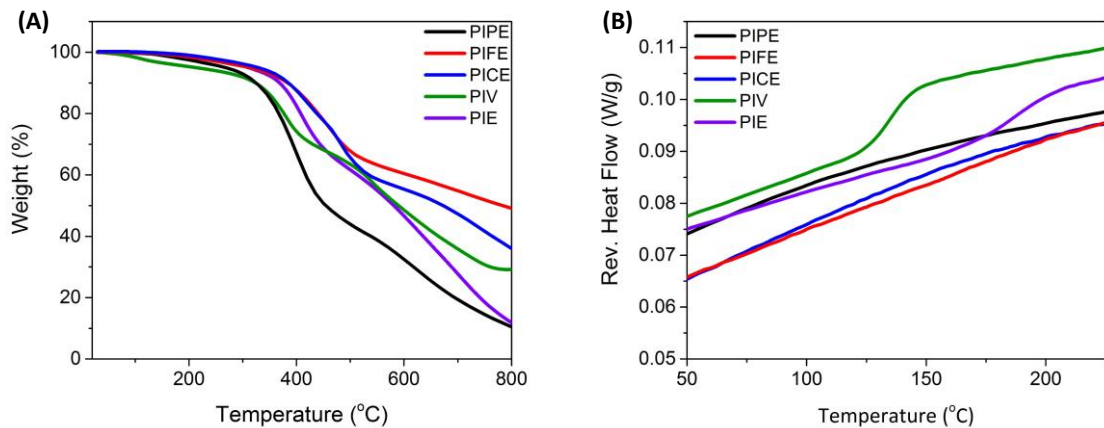 (A)
PIPE
PIFE
PICE
PIV
PIE
100
80
60
40
20
0
Weight (%)
200
400
600
800
Temperature (°C)
(B)
PIPE
PIFE
PICE
PIV
PIE
0.11
0.10
0.09
0.08
0.07
0.06
0.05
Rev. Heat Flow (W/g)
50
100
150
200
Temperature (°C)